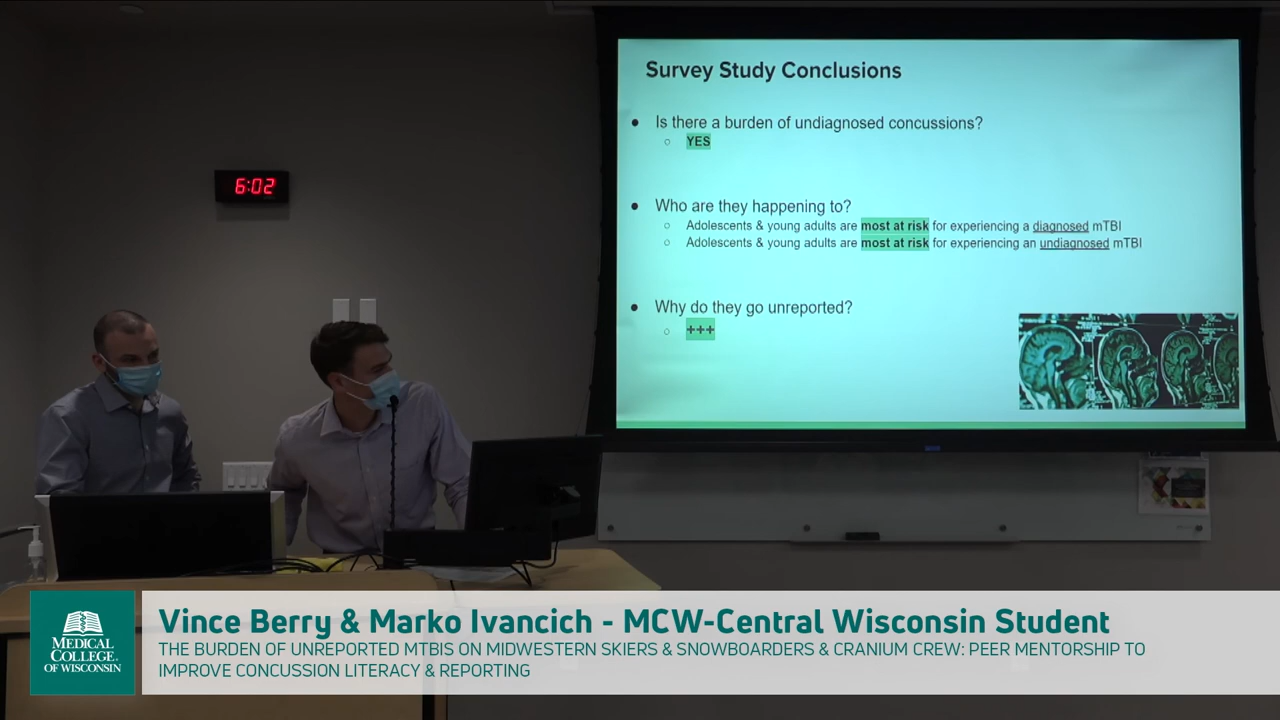 Survey Study Conclusions
● Is there a burden of undiagnosed concussions?
○ YES
● Who are they happening to?
○ Adolescents & young adults are most at risk for experiencing a diagnosed mTBI
○ Adolescents & young adults are most at risk for experiencing an undiagnosed mTBI
● Why do they go unreported?
○ +++
6:02
MEDICAL
COLLEGE
OF WISCONSIN
Vince Berry & Marko Ivancich - MCW-Central Wisconsin Student
THE BURDEN OF UNREPORTED MTBIS ON MIDWESTERN SKIERS & SNOWBOARDERS & CRANIUM CREW: PEER MENTORSHIP TO
IMPROVE CONCUSSION LITERACY & REPORTING